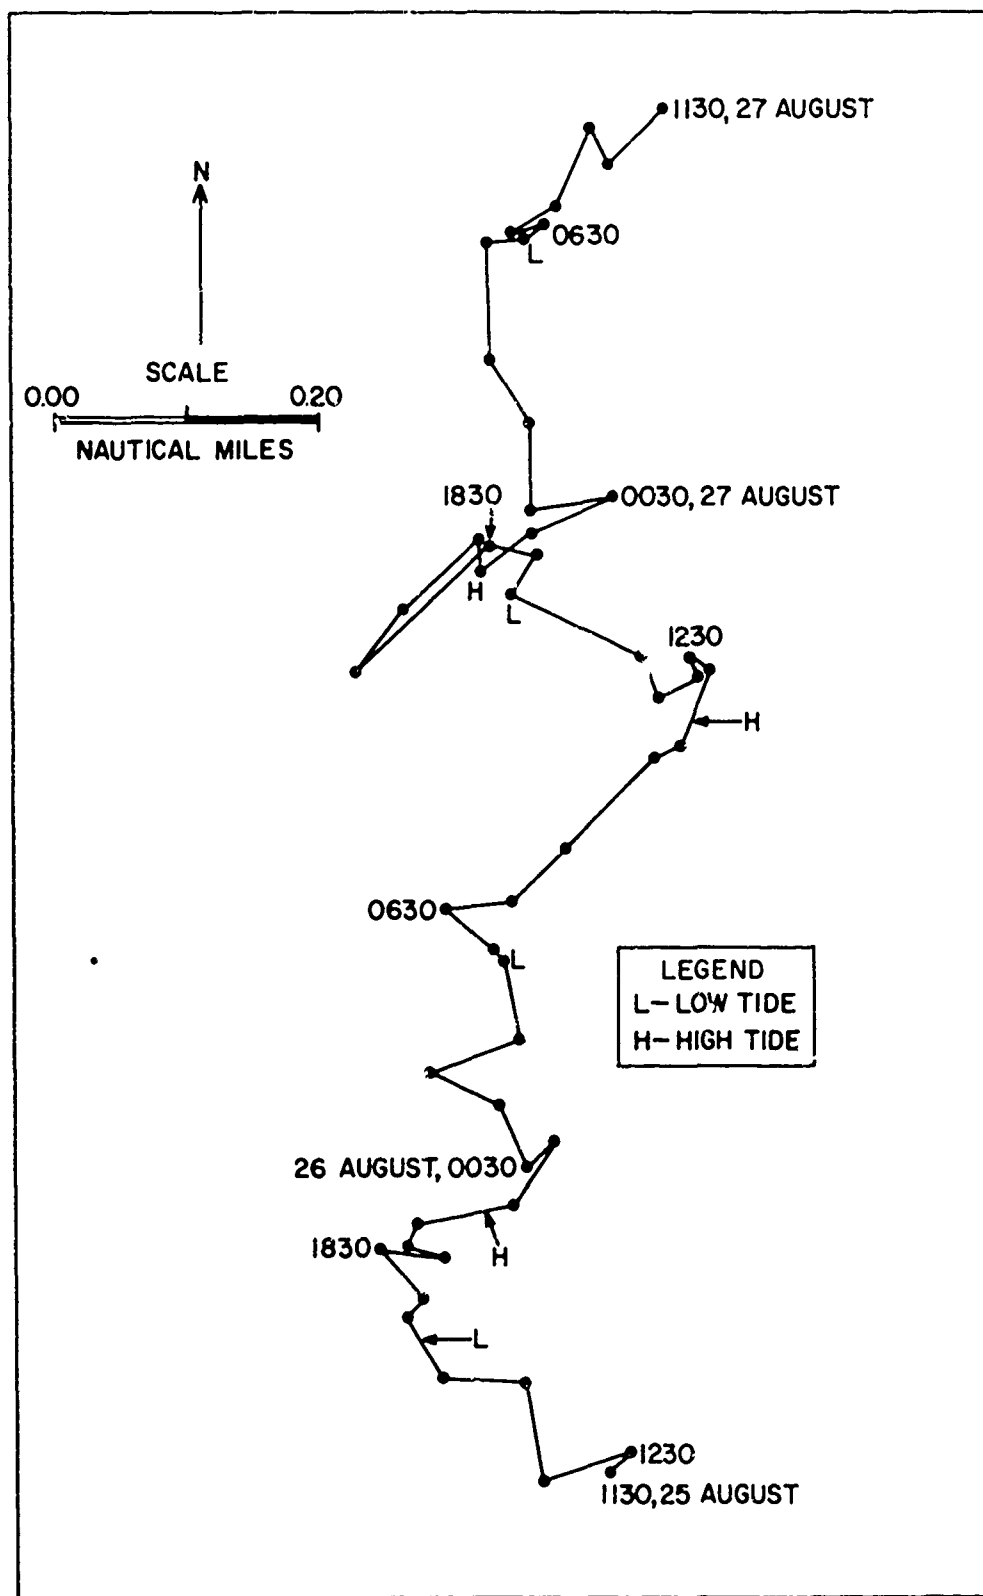 1130, 27 AUGUST
N
0630
L
SCALE
0.00 0.20
NAUTICAL MILES
1830
0030, 27 AUGUST
H
L
1230
H
0630
L
LEGEND
L-LOW TIDE
H-HIGH TIDE
26 AUGUST, 0030
1830
H
L
1230
1130, 25 AUGUST